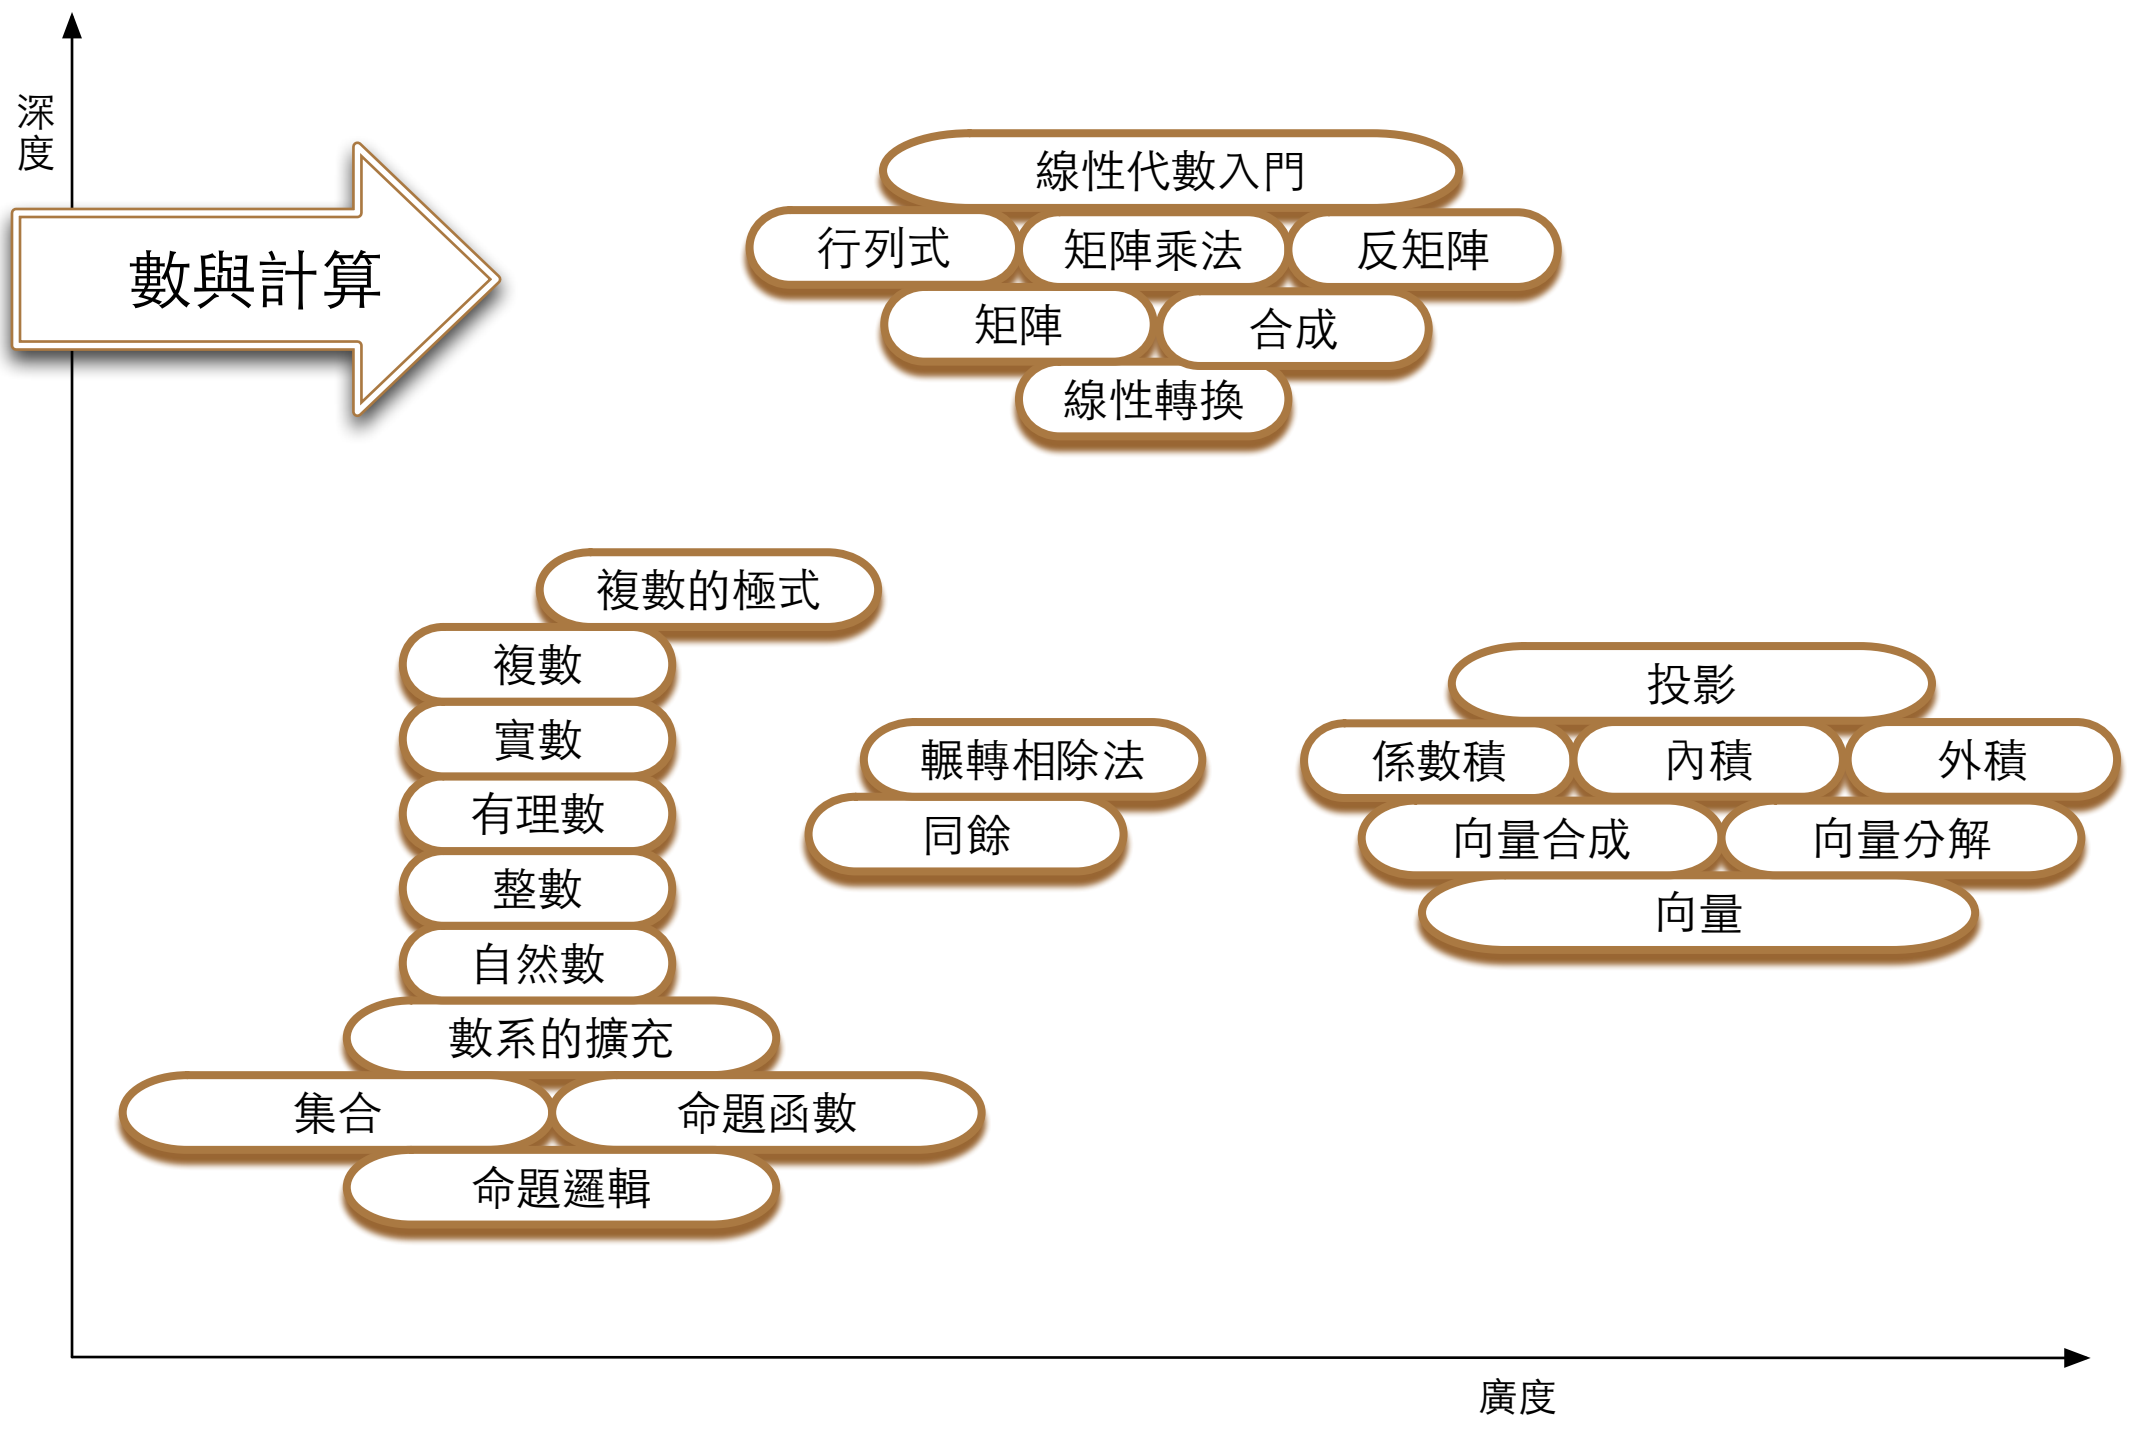 深度
數與計算
線性代數入門
行列式 矩陣乘法 反矩陣
矩陣 合成
線性轉換
複數的極式
複數
實數
有理數
整數
自然數
數系的擴充
集合 命題函數
命題邏輯
輾轉相除法
同餘
投影
係數積 內積 外積
向量合成 向量分解
向量
廣度